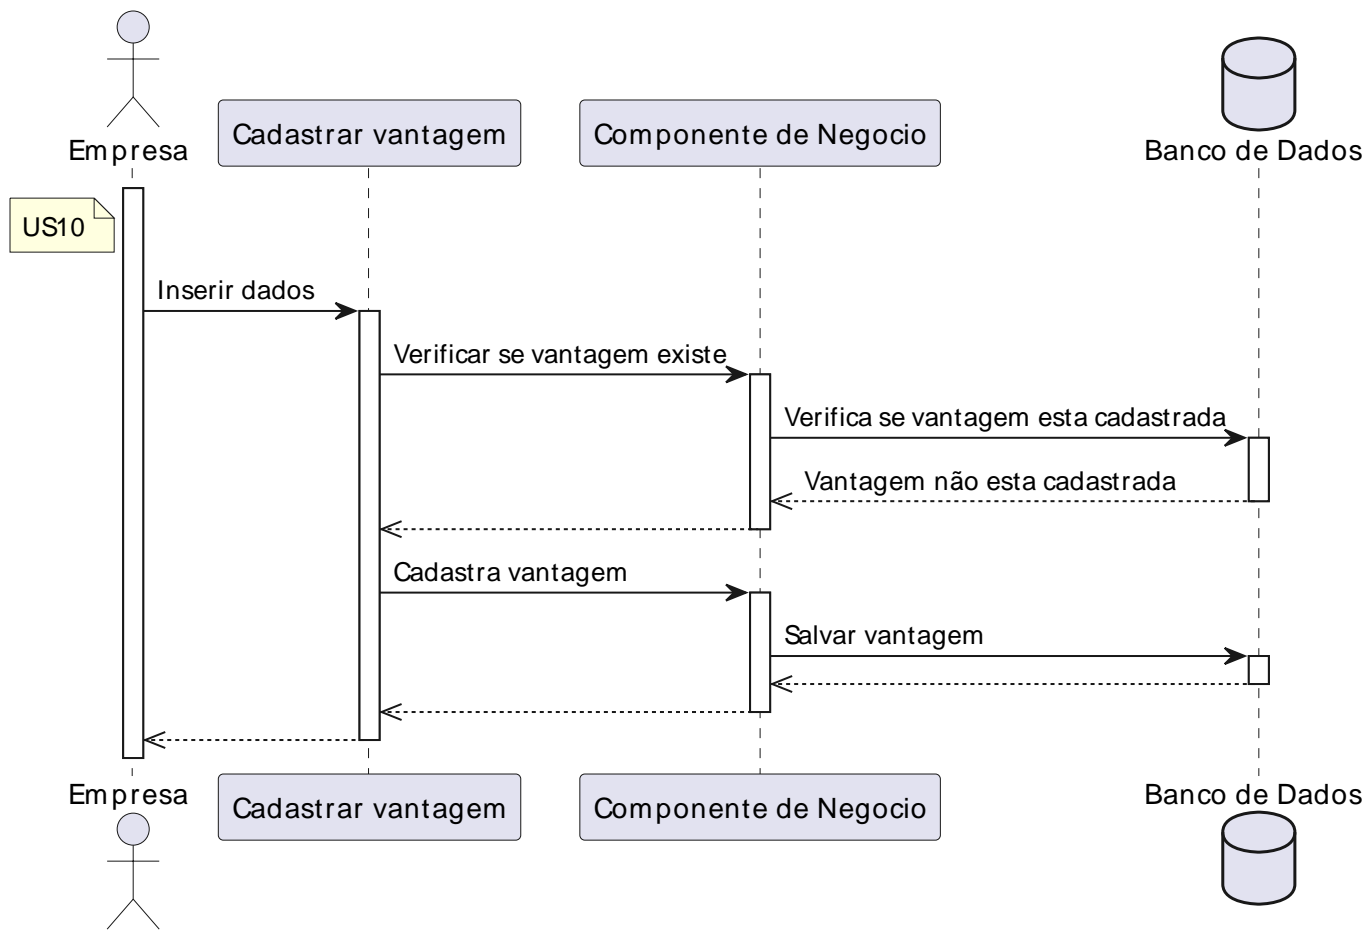 Empresa
Cadastrar vantagem
Componente de Negocio
Banco de Dados
US10
Inserir dados
Verificar se vantagem existe
Verifica se vantagem esta cadastrada
Vantagem não esta cadastrada
Cadastra vantagem
Salvar vantagem
Empresa
Cadastrar vantagem
Componente de Negocio
Banco de Dados